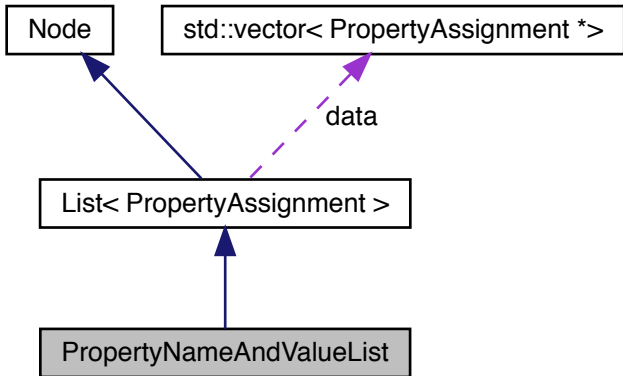 Node
std::vector< PropertyAssignment *>
data
List< PropertyAssignment >
PropertyNameAndValueList